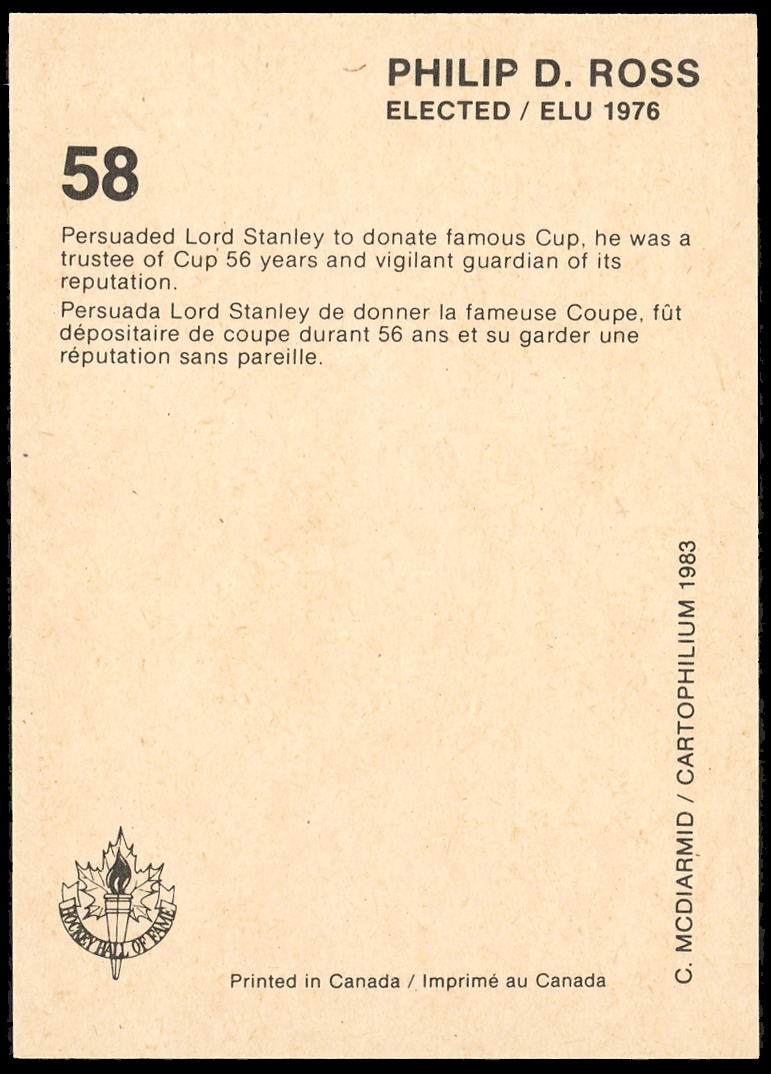 PHILIP D. ROSS
ELECTED / ELU 1976
58
Persuaded Lord Stanley to donate famous Cup, he was a
trustee of Cup 56 years and vigilant guardian of its
reputation.
Persuada Lord Stanley de donner la fameuse Coupe, fût
dépositaire de coupe durant 56 ans et su garder une
réputation sans pareille.
C. MCDIARMID / CARTOPHILIUM 1983
HOCKEY HALL OF FAME
Printed in Canada / Imprimé au Canada